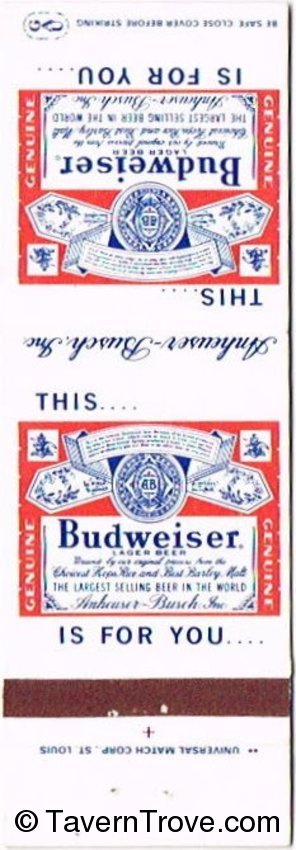 BE SAFE CLOSE COVER BEFORE STRIKING
IS FOR YOU....
Anheuser-Busch, Inc.
THE LARGEST SELLING BEER IN THE WORLD
Choicest Hops, Rice and Best Barley Malt
Brewed by our original process from the
LAGER BEER
Budweiser®
GENUINE
GENUINE
THIS....
Anheuser-Busch, Inc.
THIS....
GENUINE
GENUINE
Budweiser®
LAGER BEER
Brewed by our original process from the
Choicest Hops, Rice and Best Barley Malt
THE LARGEST SELLING BEER IN THE WORLD
Anheuser-Busch, Inc.
IS FOR YOU....
UNIVERSAL MATCH CORP., ST. LOUIS
© TavernTrove.com